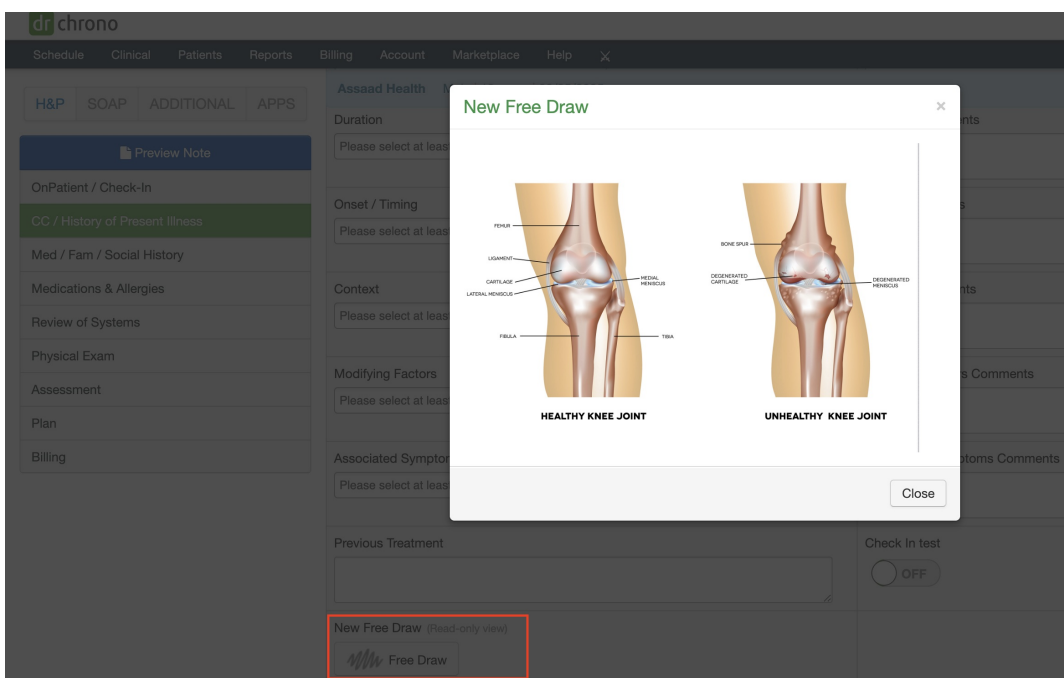 dr chrono
Schedule Clinical Patients Reports Billing Account Marketplace Help
H&P SOAP ADDITIONAL APPS
Preview Note
OnPatient / Check-In
CC / History of Present Illness
Med / Fam / Social History
Medications & Allergies
Review of Systems
Physical Exam
Assessment
Plan
Billing
Assaad Health
Duration
Please select at leas
Onset / Timing
Please select at leas
Context
Please select at leas
Modifying Factors
Please select at leas
Associated Sympto
Please select at leas
Previous Treatment
New Free Draw (Read-only view)
Free Draw
New Free Draw
×
FEMUR
LIGAMENT
CARTILAGE
LATERAL MENISCUS
MEDIAL
MENISCUS
FIBULA
TIBIA
HEALTHY KNEE JOINT
BONE SPUR
DEGENERATED
CARTILAGE
DEGENERATED
MENISCUS
UNHEALTHY KNEE JOINT
Close
nts
s Comments
ptoms Comments
Check In test
OFF